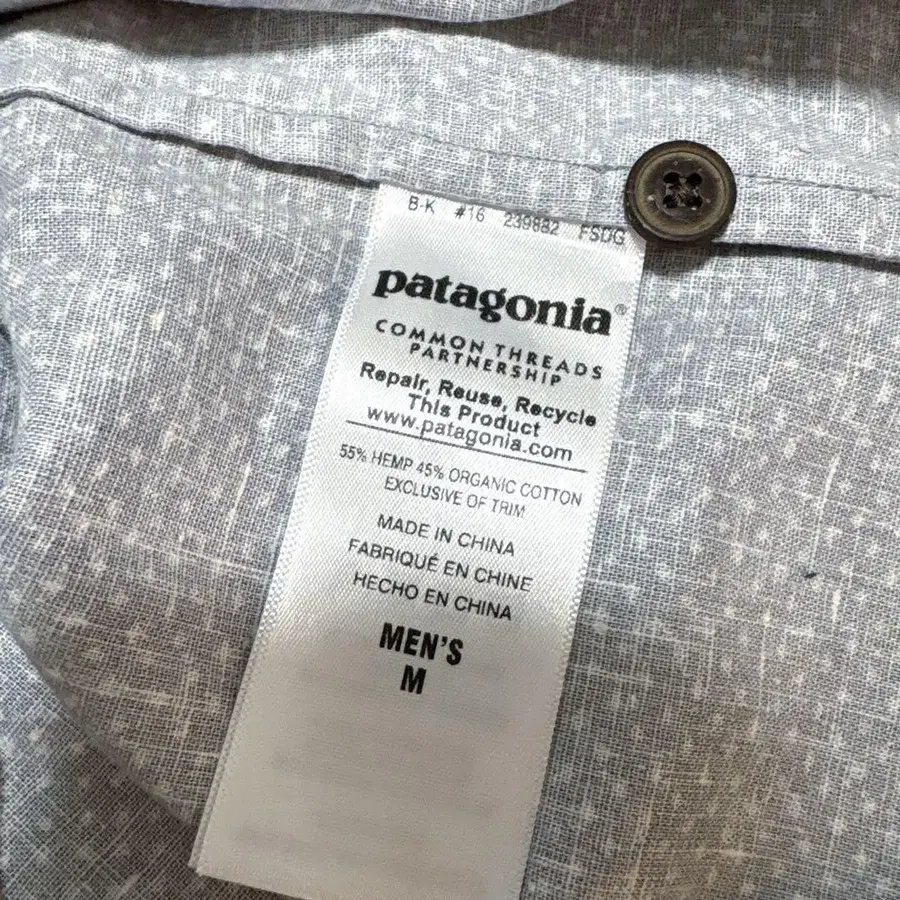 B-K #16 239882 FSDG
patagonia®
COMMON THREADS
PARTNERSHIP
Repair, Reuse, Recycle
This Product
www.patagonia.com
55% HEMP 45% ORGANIC COTTON
EXCLUSIVE OF TRIM
MADE IN CHINA
FABRIQUÉ EN CHINE
HECHO EN CHINA
MEN'S
M